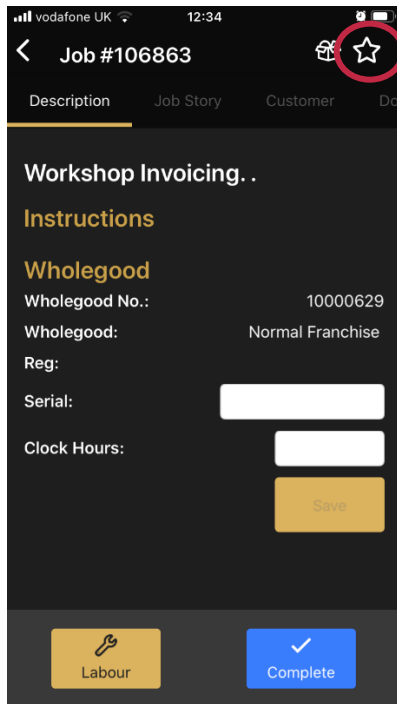 vodafone UK 12:34
Job #106863
Description Job Story Customer Do
Workshop Invoicing. .
Instructions
Wholegood
Wholegood No.: 10000629
Wholegood: Normal Franchise
Reg:
Serial:
Clock Hours:
Save
Labour Complete